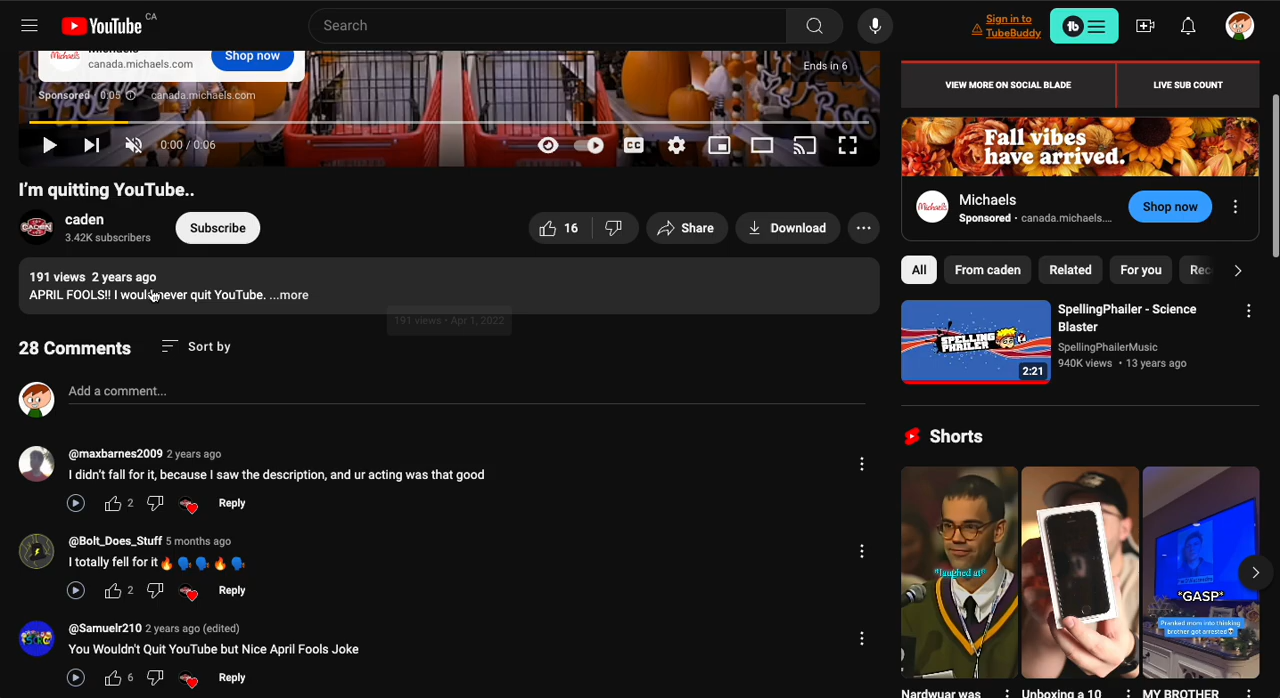 YouTube CA
Search
Sign in to
TubeBuddy
canada.michaels.com
Shop now
Ends in 6
Sponsored 0:05 canada.michaels.com
0:00 / 0:06
CC
I'm quitting YouTube..
CADEN
caden
3.42K subscribers
Subscribe
16
Share
Download
191 views 2 years ago
APRIL FOOLS!! I would never quit YouTube. ...more
191 views • Apr 1, 2022
28 Comments
Sort by
Add a comment...
@maxbarnes2009 2 years ago
I didn't fall for it, because I saw the description, and ur acting was that good
2
Reply
@Bolt_Does_Stuff 5 months ago
I totally fell for it🔥🗣️🗣️🔥🗣️
2
Reply
@Samuelr210 2 years ago (edited)
You Wouldn't Quit YouTube but Nice April Fools Joke
6
Reply
VIEW MORE ON SOCIAL BLADE
LIVE SUB COUNT
Fall vibes
have arrived.
Michaels
Michaels
Sponsored · canada.michaels....
Shop now
All
From caden
Related
For you
Rec
SPELLING
PHAILER
2:21
SpellingPhailer - Science
Blaster
SpellingPhailerMusic
940K views • 13 years ago
Shorts
*laughed at*
*GASP*
Pranked mom into thinking
brother got arrested
Nardwuar was
Unboxing a 10
MY BROTHER